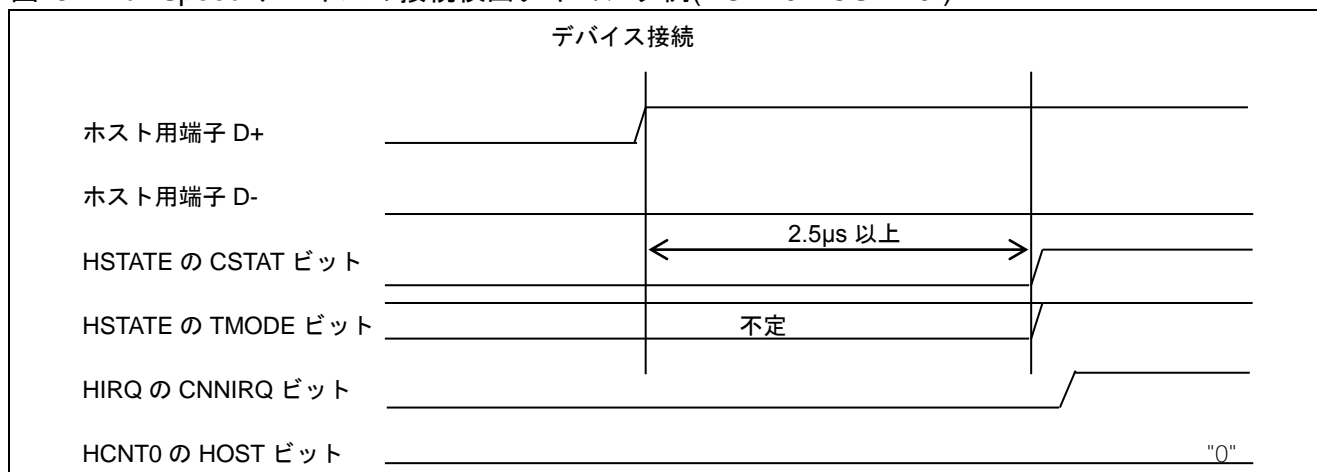 デバイス接続
ホスト用端子 D+
ホスト用端子 D-
2.5μs 以上
HSTATE の CSTAT ビット
HSTATE の TMODE ビット
不定
HIRQ の CNNIRQ ビット
HCNT0 の HOST ビット
"0"